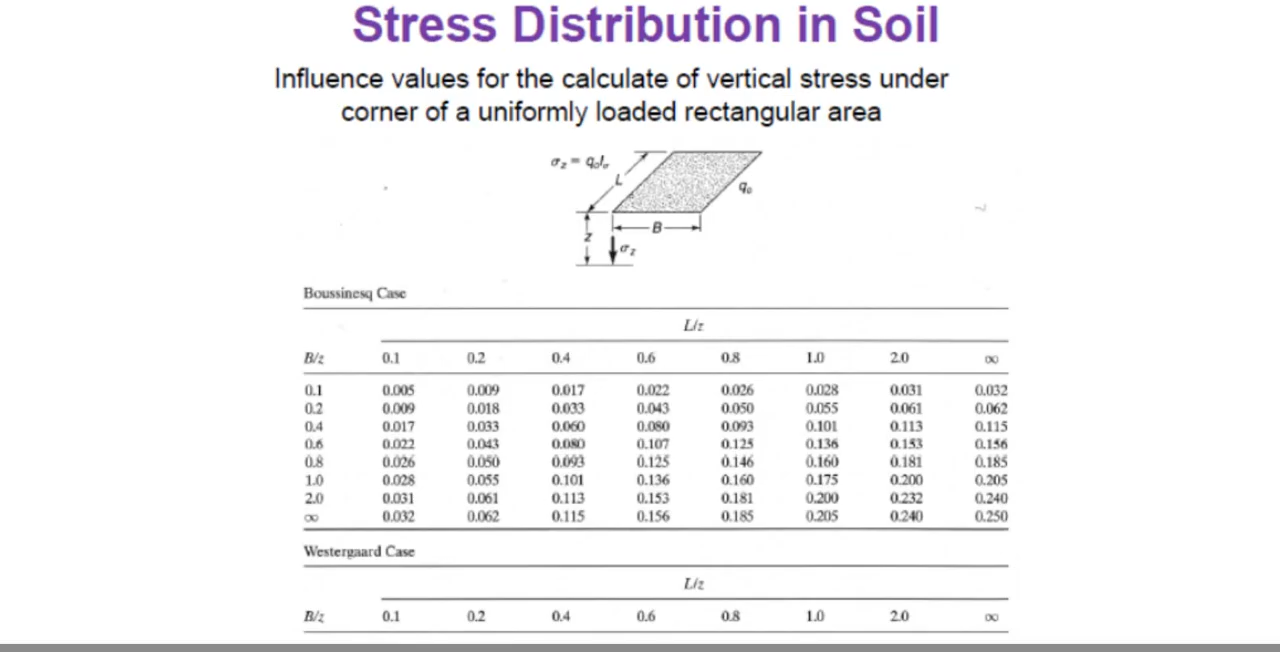 Stress Distribution in Soil
Influence values for the calculate of vertical stress under
corner of a uniformly loaded rectangular area
σz = qoIσ
L
qo
B
z
σz
Boussinesq Case
L/z
B/z 0.1 0.2 0.4 0.6 0.8 1.0 2.0 ∞
0.1 0.005 0.009 0.017 0.022 0.026 0.028 0.031 0.032
0.2 0.009 0.018 0.033 0.043 0.050 0.055 0.061 0.062
0.4 0.017 0.033 0.060 0.080 0.093 0.101 0.113 0.115
0.6 0.022 0.043 0.080 0.107 0.125 0.136 0.153 0.156
0.8 0.026 0.050 0.093 0.125 0.146 0.160 0.181 0.185
1.0 0.028 0.055 0.101 0.136 0.160 0.175 0.200 0.205
2.0 0.031 0.061 0.113 0.153 0.181 0.200 0.232 0.240
∞ 0.032 0.062 0.115 0.156 0.185 0.205 0.240 0.250
Westergaard Case
L/z
B/z 0.1 0.2 0.4 0.6 0.8 1.0 2.0 ∞